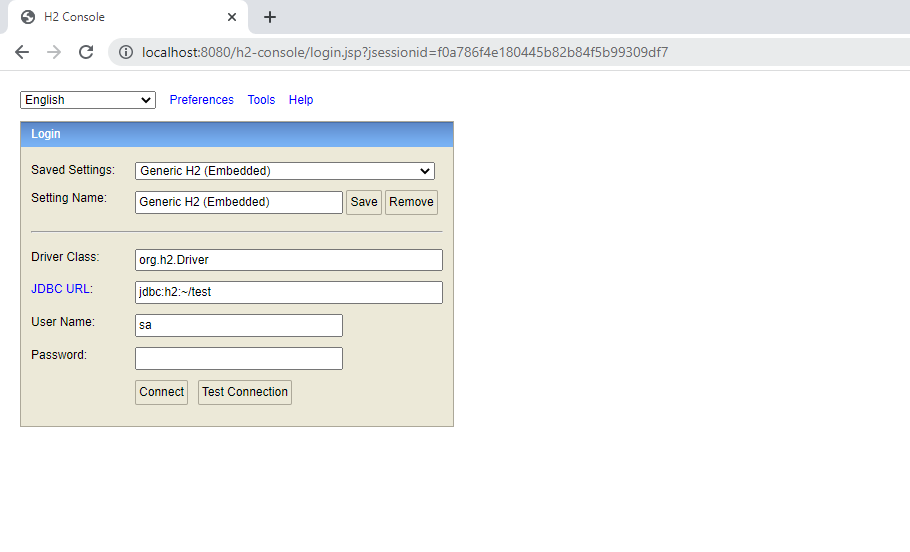 H2 Console
localhost:8080/h2-console/login.jsp?jsessionid=f0a786f4e180445b82b84f5b99309df7
English Preferences Tools Help
Login
Saved Settings: Generic H2 (Embedded)
Setting Name: Generic H2 (Embedded) Save Remove
Driver Class: org.h2.Driver
JDBC URL: jdbc:h2:~/test
User Name: sa
Password:
Connect Test Connection